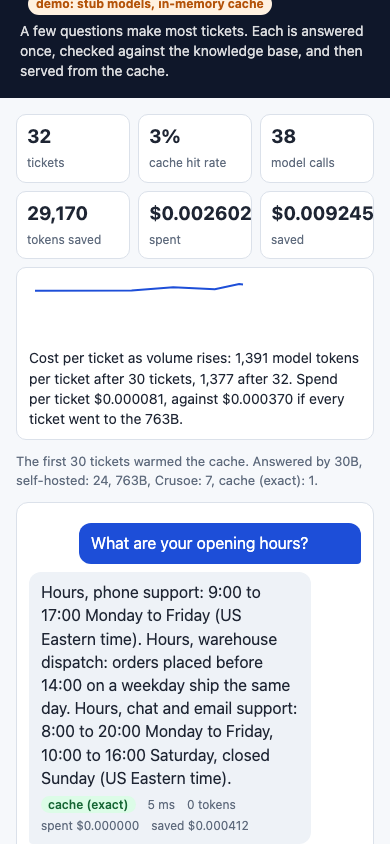 demo: stub models, in-memory cache
A few questions make most tickets. Each is answered
once, checked against the knowledge base, and then
served from the cache.
32
tickets
3%
cache hit rate
38
model calls
29,170
tokens saved
$0.002602
spent
$0.009245
saved
Cost per ticket as volume rises: 1,391 model tokens
per ticket after 30 tickets, 1,377 after 32. Spend
per ticket $0.000081, against $0.000370 if every
ticket went to the 763B.
The first 30 tickets warmed the cache. Answered by 30B,
self-hosted: 24, 763B, Crusoe: 7, cache (exact): 1.
What are your opening hours?
Hours, phone support: 9:00 to
17:00 Monday to Friday (US
Eastern time). Hours, warehouse
dispatch: orders placed before
14:00 on a weekday ship the same
day. Hours, chat and email support:
8:00 to 20:00 Monday to Friday,
10:00 to 16:00 Saturday, closed
Sunday (US Eastern time).
cache (exact) 5 ms 0 tokens
spent $0.000000 saved $0.000412